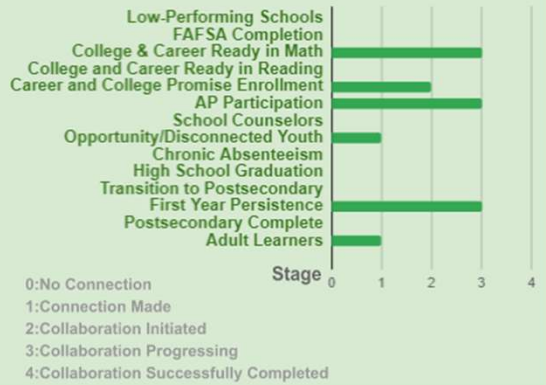 Low-Performing Schools
FAFSA Completion
College & Career Ready in Math
College and Career Ready in Reading
Career and College Promise Enrollment
AP Participation
School Counselors
Opportunity/Disconnected Youth
Chronic Absenteeism
High School Graduation
Transition to Postsecondary
First Year Persistence
Postsecondary Complete
Adult Learners
Stage 0 1 2 3 4
0:No Connection
1:Connection Made
2:Collaboration Initiated
3:Collaboration Progressing
4:Collaboration Successfully Completed